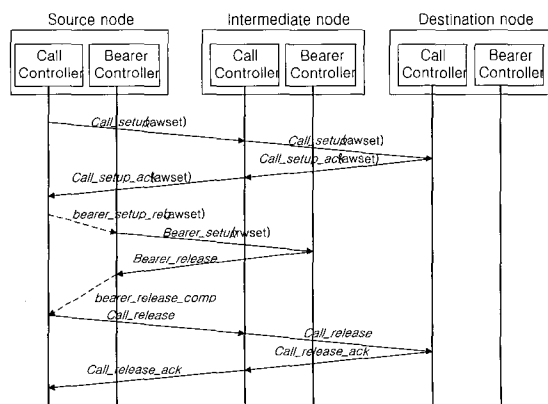 Source node
Intermediate node
Destination node
Call
Controller
Bearer
Controller
Call
Controller
Bearer
Controller
Call
Controller
Bearer
Controller
Call_setup(awset)
Call_setup(awset)
Call_setup_ack(awset)
Call_setup_ack(awset)
bearer_setup_req(awset)
Bearer_setup(rwset)
Bearer_release
bearer_release_comp
Call_release
Call_release
Call_release_ack
Call_release_ack